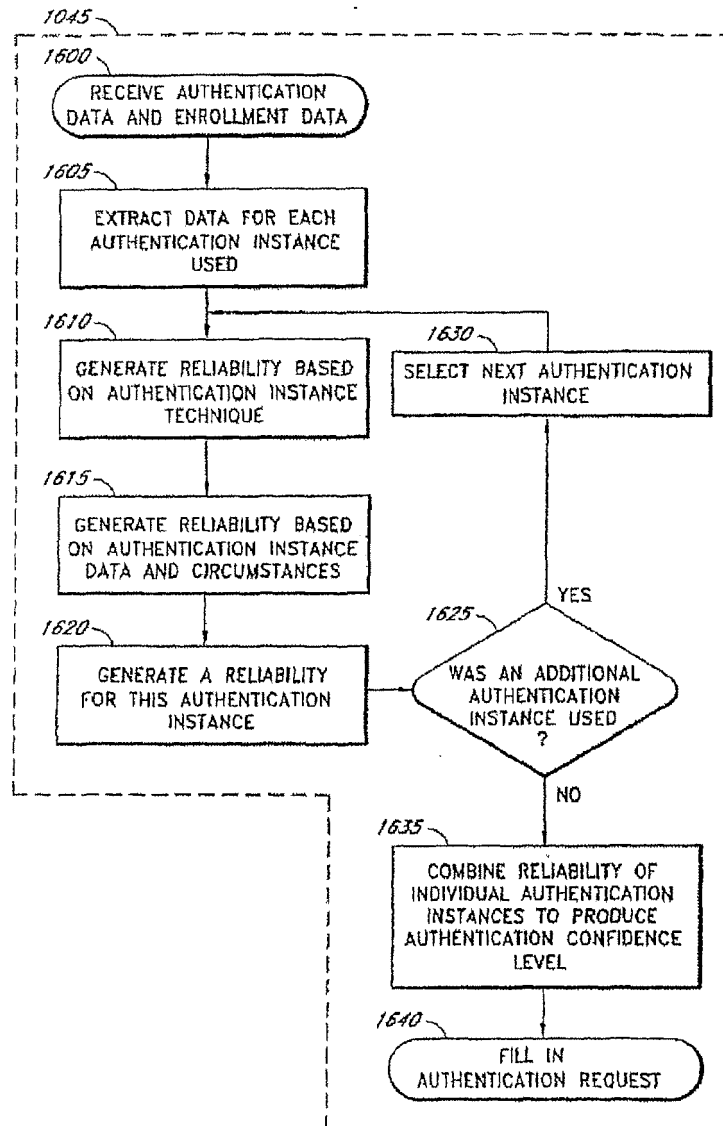 1045
1600
RECEIVE AUTHENTICATION
DATA AND ENROLLMENT DATA
1605
EXTRACT DATA FOR EACH
AUTHENTICATION INSTANCE
USED
1610
GENERATE RELIABILITY BASED
ON AUTHENTICATION INSTANCE
TECHNIQUE
1615
GENERATE RELIABILITY BASED
ON AUTHENTICATION INSTANCE
DATA AND CIRCUMSTANCES
1620
GENERATE A RELIABILITY
FOR THIS AUTHENTICATION
INSTANCE
1625
WAS AN ADDITIONAL
AUTHENTICATION
INSTANCE USED
?
YES
1630
SELECT NEXT AUTHENTICATION
INSTANCE
NO
1635
COMBINE RELIABILITY OF
INDIVIDUAL AUTHENTICATION
INSTANCES TO PRODUCE
AUTHENTICATION CONFIDENCE
LEVEL
1640
FILL IN
AUTHENTICATION REQUEST